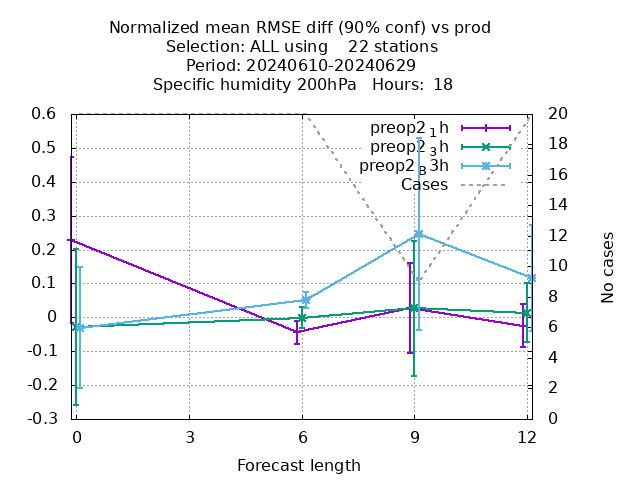 Normalized mean RMSE diff (90% conf) vs prod
Selection: ALL using    22 stations
Period: 20240610-20240629
Specific humidity 200hPa   Hours:  18
0.6
0.5
0.4
0.3
0.2
0.1
0
-0.1
-0.2
-0.3
20
18
16
14
12
10
8
6
4
2
0
No cases
preop2₁h
preop2₃h
preop2_B3h
Cases
0
3
6
9
12
Forecast length